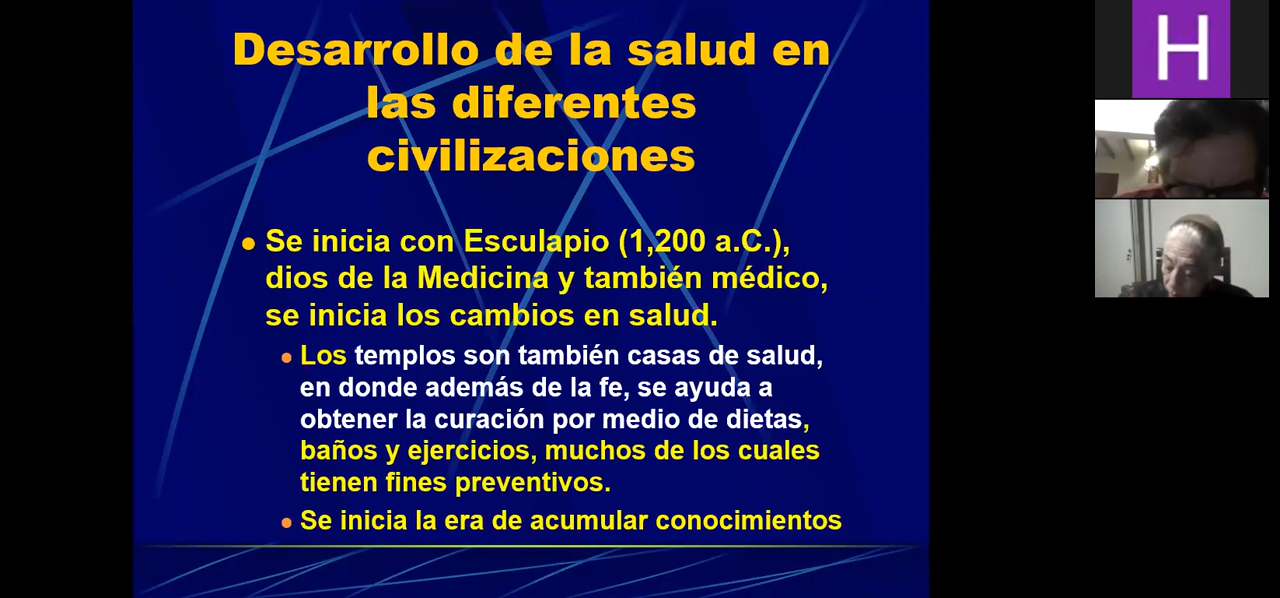 Desarrollo de la salud en
las diferentes
civilizaciones
Se inicia con Esculapio (1,200 a.C.),
dios de la Medicina y también médico,
se inicia los cambios en salud.
Los templos son también casas de salud,
en donde además de la fe, se ayuda a
obtener la curación por medio de dietas,
baños y ejercicios, muchos de los cuales
tienen fines preventivos.
Se inicia la era de acumular conocimientos
H